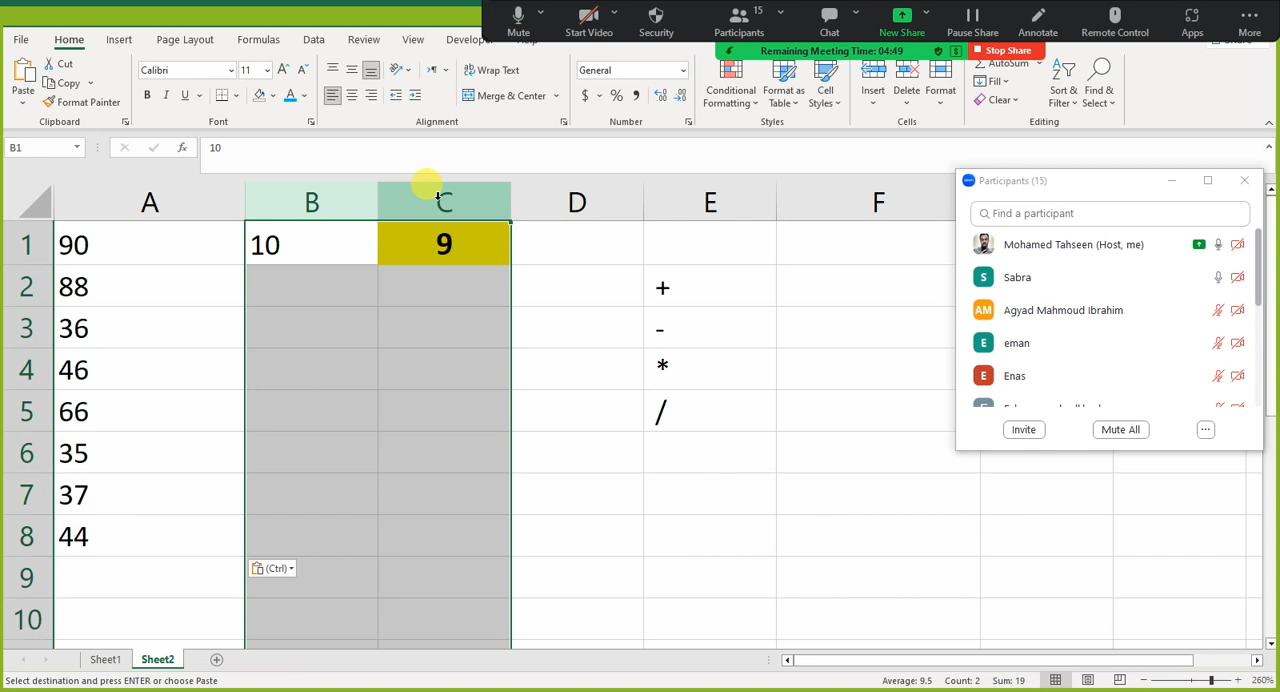 Mute
Start Video
Security
15
Participants
Chat
New Share
Pause Share
Annotate
Remote Control
Apps
More
Remaining Meeting Time: 04:49
$
Stop Share
File
Home
Insert
Page Layout
Formulas
Data
Review
View
Paste
Cut
Copy
Format Painter
Clipboard
Calibri
11
B I U
A
Font
Wrap Text
Merge & Center
Alignment
General
$ % ,
Number
Conditional
Formatting
Format as
Table
Cell
Styles
Styles
Insert
Delete
Format
Cells
AutoSum
Fill
Clear
Sort &
Filter
Find &
Select
Editing
B1
fx
10
A B C D E F
1 90 10 9
2 88 +
3 36 -
4 46 *
5 66 /
6 35
7 37
8 44
9
10
(Ctrl)
Participants (15)
Find a participant
Mohamed Tahseen (Host, me)
S Sabra
AM Agyad Mahmoud Ibrahim
E eman
E Enas
Invite
Mute All
...
Sheet1
Sheet2
Select destination and press ENTER or choose Paste
Average: 9.5 Count: 2 Sum: 19
260%